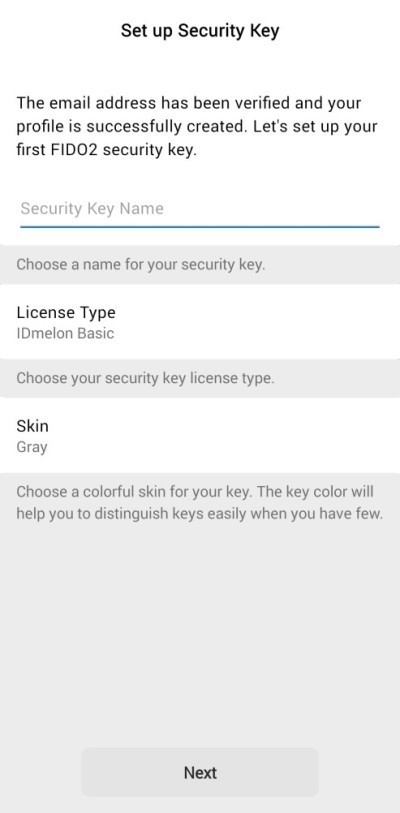 Set up Security Key
The email address has been verified and your
profile is successfully created. Let's set up your
first FIDO2 security key.
Security Key Name
Choose a name for your security key.
License Type
IDmelon Basic
Choose your security key license type.
Skin
Gray
Choose a colorful skin for your key. The key color will
help you to distinguish keys easily when you have few.
Next